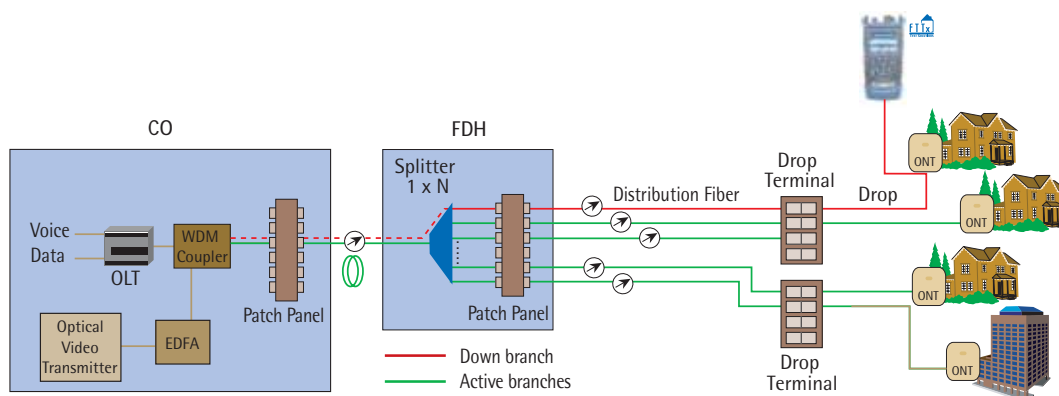 FTTx
CO
FDH
Splitter
1 x N
Drop
Terminal
Distribution Fiber
Drop
ONT
ONT
Voice
Data
OLT
WDM
Coupler
Patch Panel
Optical
Video
Transmitter
EDFA
Patch Panel
ONT
Drop
Terminal
ONT
Down branch
Active branches